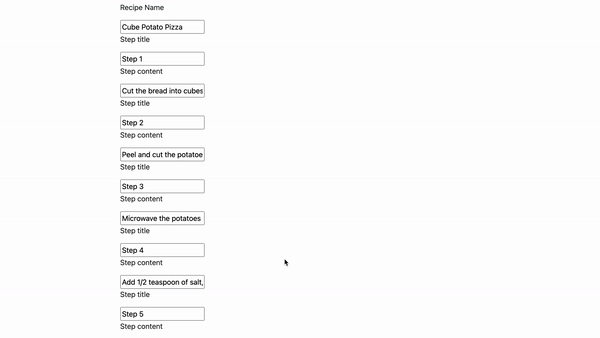 Recipe Name
Cube Potato Pizza
Step title
Step 1
Step content
Cut the bread into cubes
Step title
Step 2
Step content
Peel and cut the potatoe
Step title
Step 3
Step content
Microwave the potatoes
Step title
Step 4
Step content
Add 1/2 teaspoon of salt,
Step title
Step 5
Step content